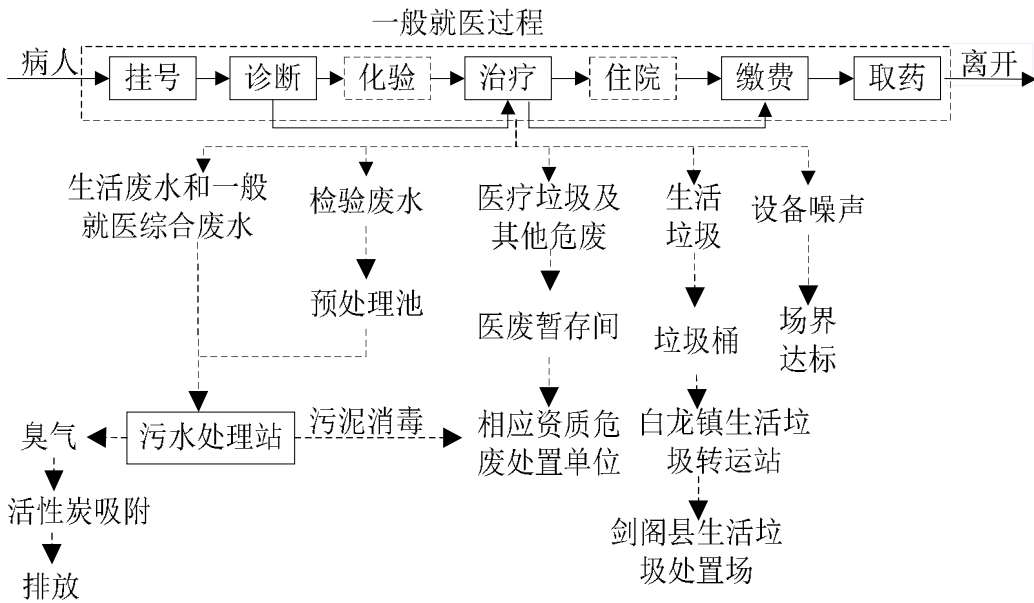 一般就医过程
病人
挂号
诊断
化验
治疗
住院
缴费
取药
离开
生活废水和一般
就医综合废水
检验废水
医疗垃圾及
其他危废
生活
垃圾
设备噪声
预处理池
医废暂存间
垃圾桶
场界
达标
臭气
污水处理站
污泥消毒
相应资质危
废处置单位
白龙镇生活垃
圾转运站
活性炭吸附
剑阁县生活垃
圾处置场
排放